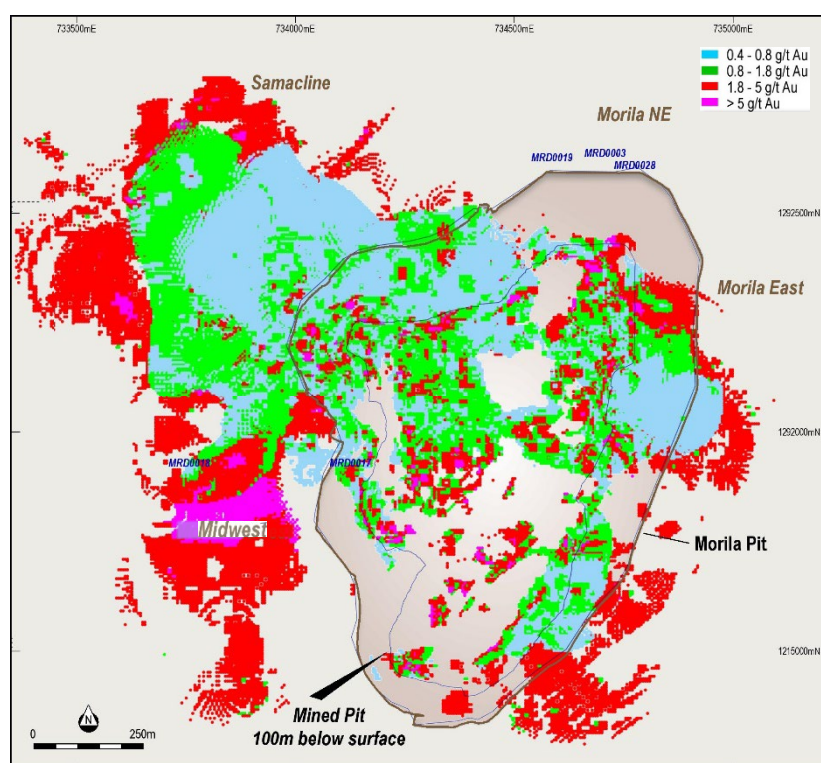 733500mE
734000mE
734500mE
735000mE
0.4 - 0.8 g/t Au
0.8 - 1.8 g/t Au
1.8 - 5 g/t Au
> 5 g/t Au
Samacline
Morila NE
MRD0019
MRD0003
MRD0028
1292500mN
Morila East
1292000mN
MRD0018
MRD0017
Midwest
Morila Pit
1215000mN
Mined Pit
100m below surface
N
0
250m